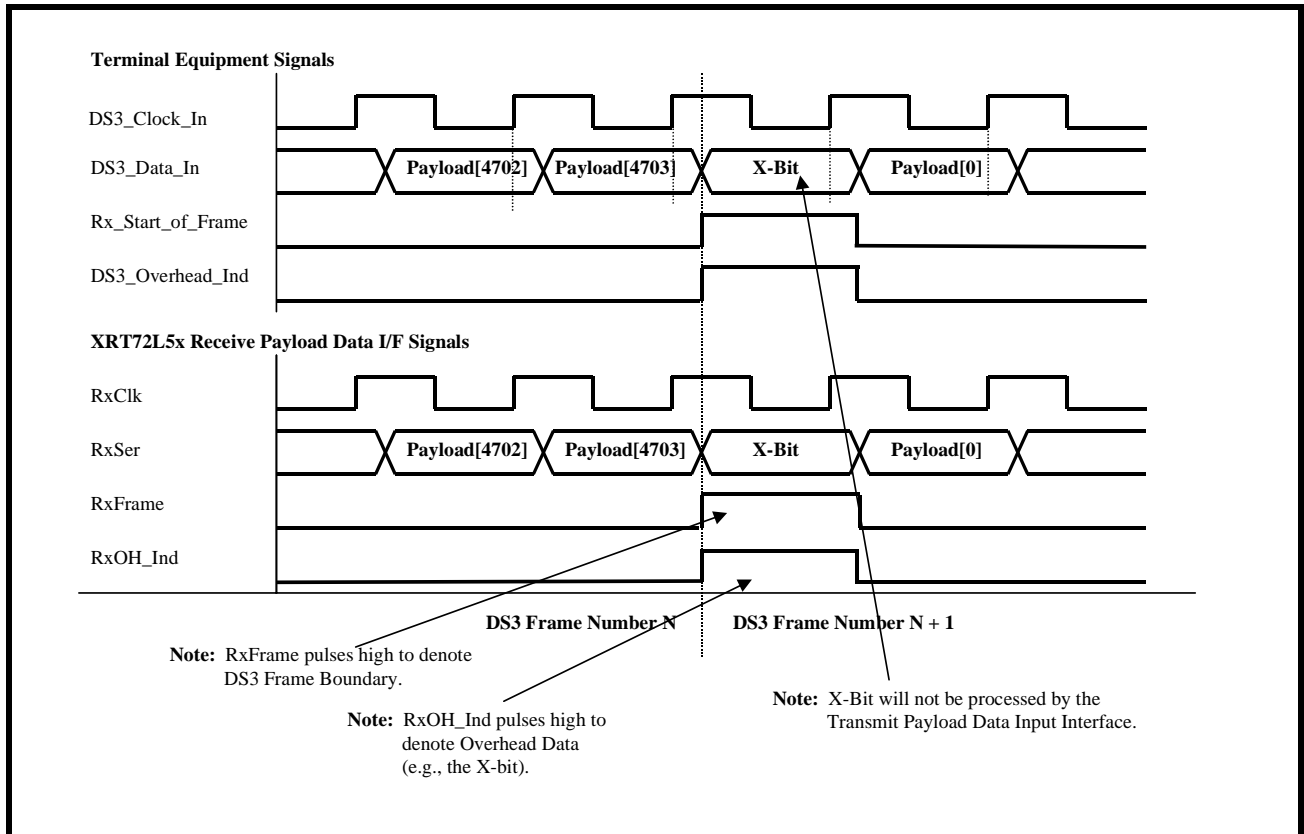 Terminal Equipment Signals
DS3_Clock_In
DS3_Data_In
Payload[4702] Payload[4703] X-Bit Payload[0]
Rx_Start_of_Frame
DS3_Overhead_Ind
XRT72L5x Receive Payload Data I/F Signals
RxClk
RxSer
Payload[4702] Payload[4703] X-Bit Payload[0]
RxFrame
RxOH_Ind
DS3 Frame Number N DS3 Frame Number N + 1
Note: RxFrame pulses high to denote
DS3 Frame Boundary.
Note: RxOH_Ind pulses high to
denote Overhead Data
(e.g., the X-bit).
Note: X-Bit will not be processed by the
Transmit Payload Data Input Interface.